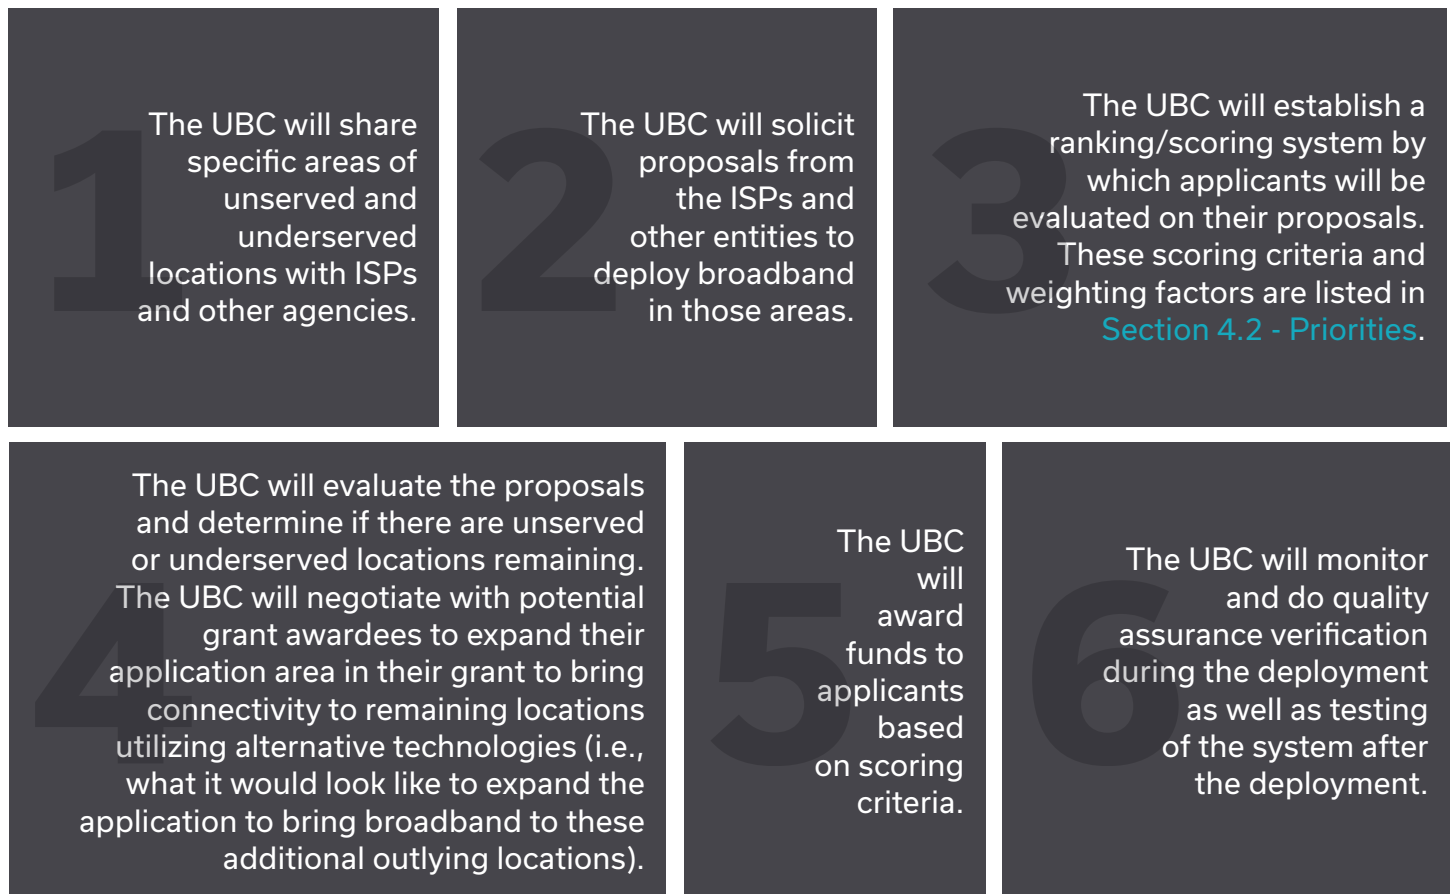 1
The UBC will share
specific areas of
unserved and
underserved
locations with ISPs
and other agencies.
2
The UBC will solicit
proposals from
the ISPs and
other entities to
deploy broadband
in those areas.
3
The UBC will establish a
ranking/scoring system by
which applicants will be
evaluated on their proposals.
These scoring criteria and
weighting factors are listed in
Section 4.2 - Priorities.
4
The UBC will evaluate the proposals
and determine if there are unserved
or underserved locations remaining.
The UBC will negotiate with potential
grant awardees to expand their
application area in their grant to bring
connectivity to remaining locations
utilizing alternative technologies (i.e.,
what it would look like to expand the
application to bring broadband to these
additional outlying locations).
5
The UBC
will
award
funds to
applicants
based
on scoring
criteria.
6
The UBC will monitor
and do quality
assurance verification
during the deployment
as well as testing
of the system after
the deployment.